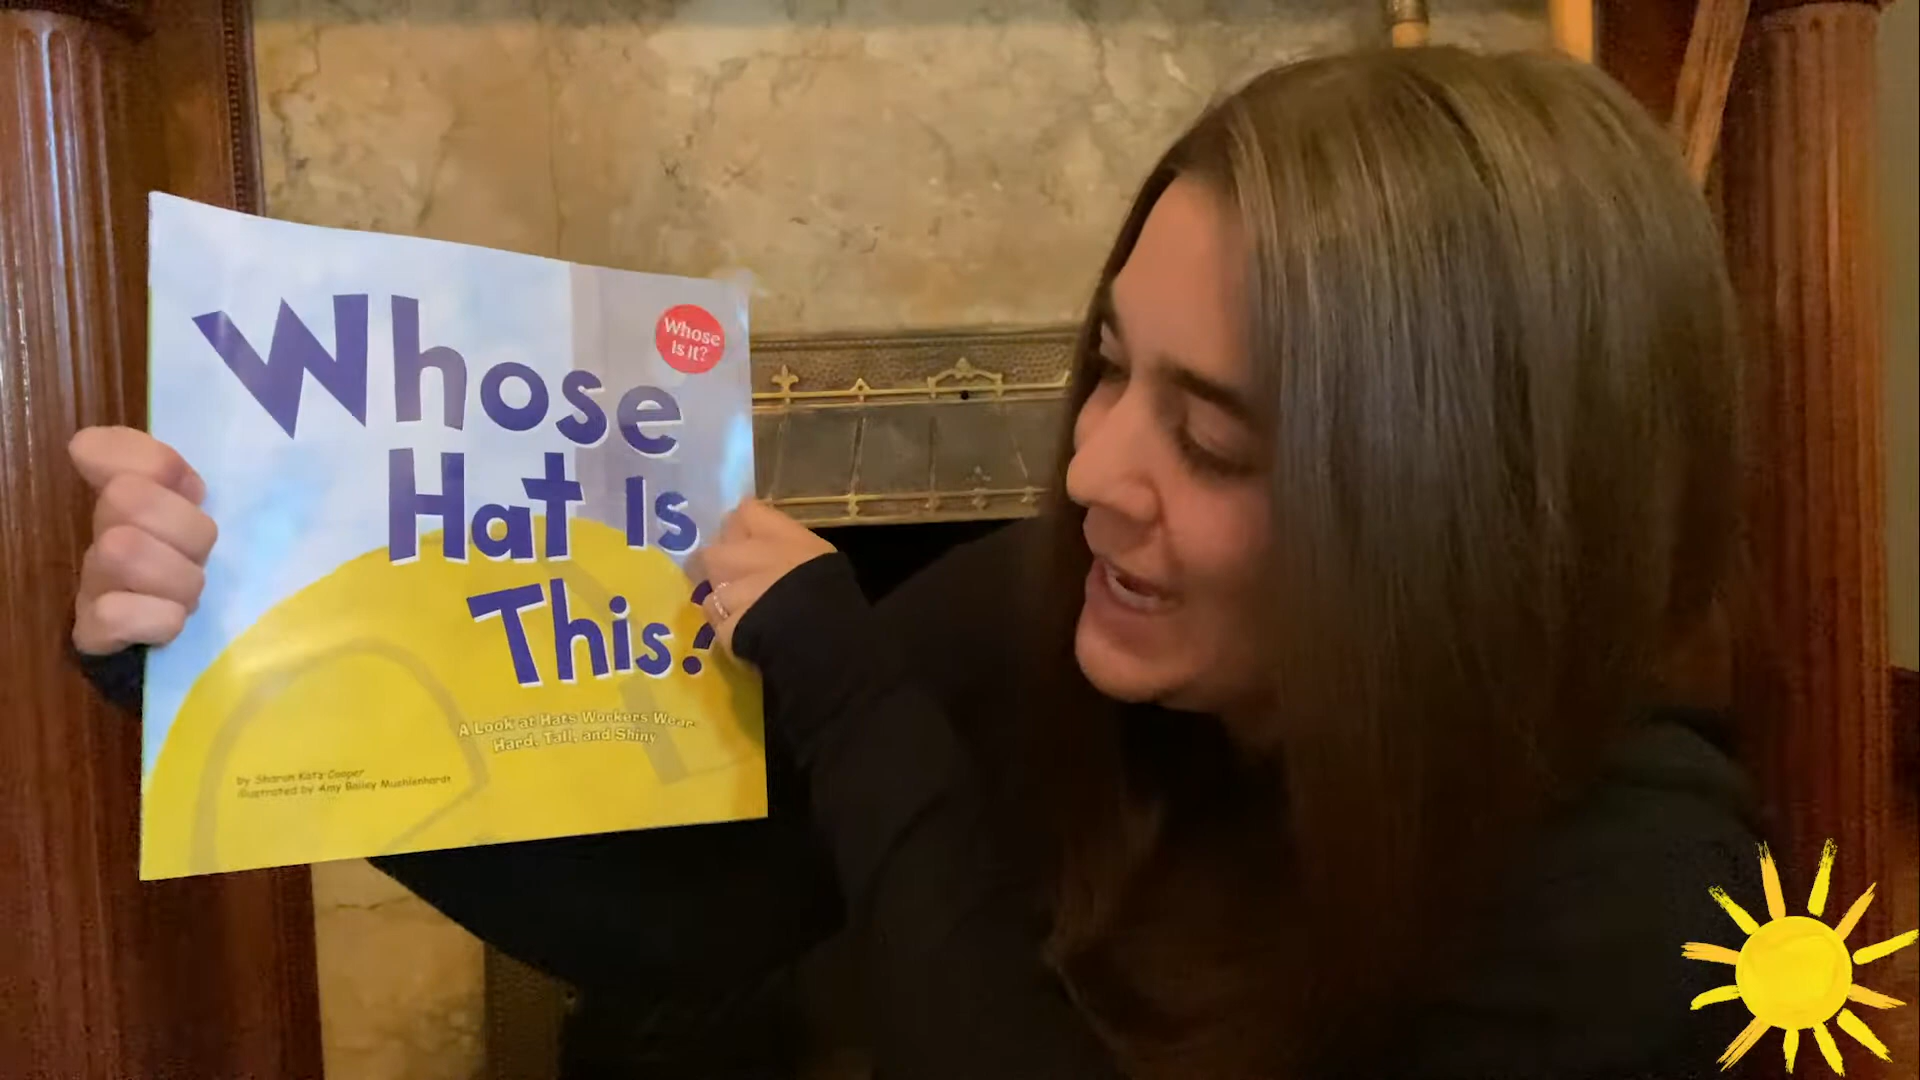 Whose
Is It?
Whose
Hat Is
This?
A Look at Hats Workers Wear-
Hard, Tall, and Shiny
by Sharon Katz Cooper
illustrated by Amy Bailey Muehlenhardt